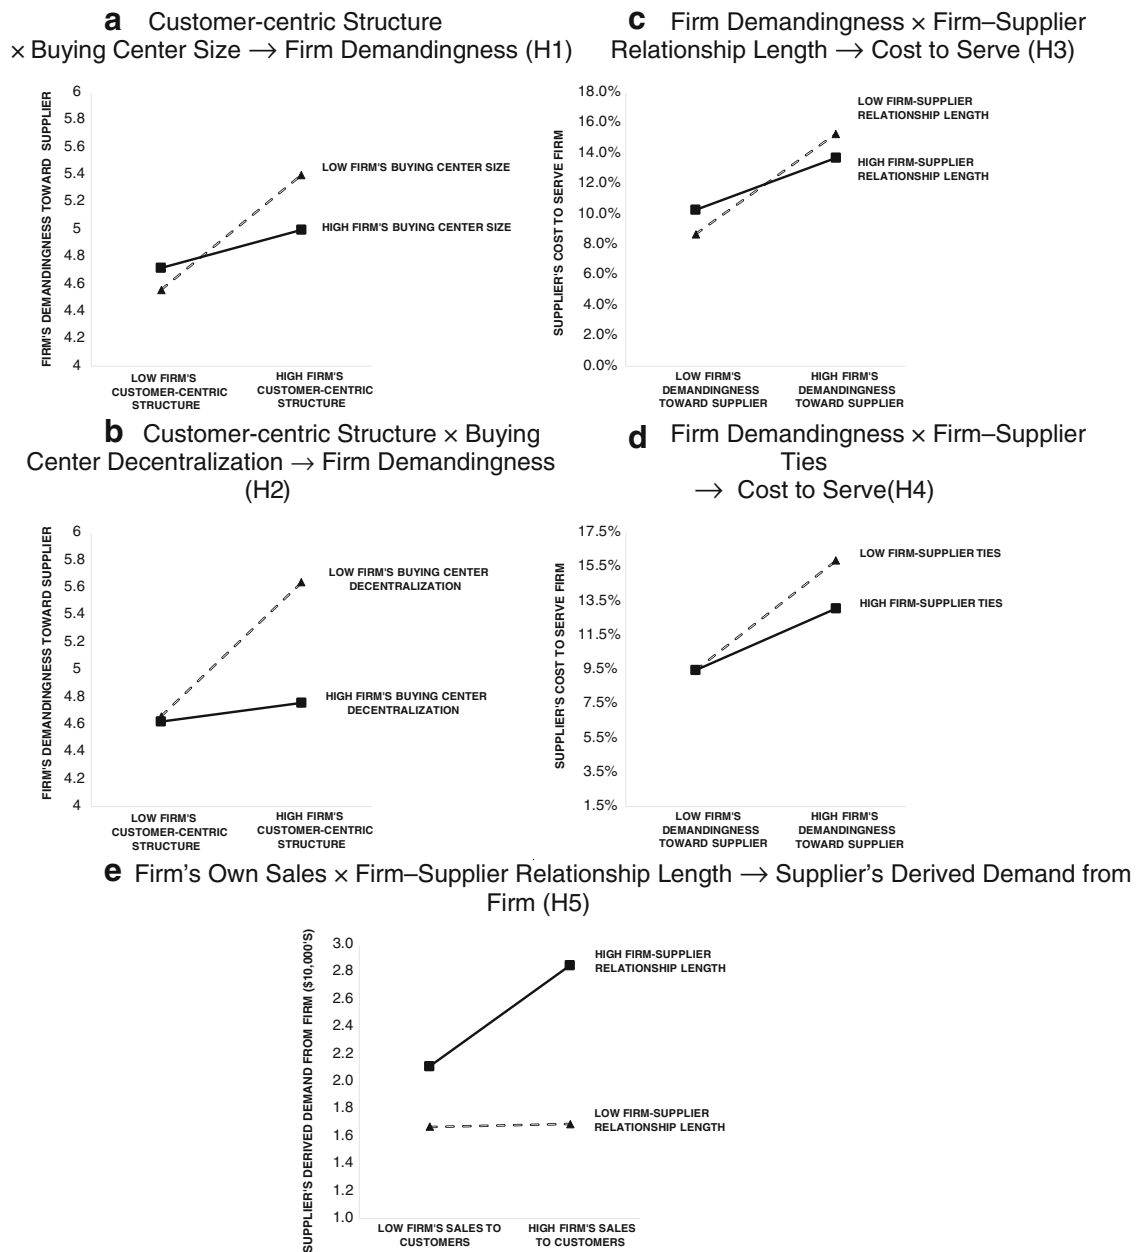 a Customer-centric Structure
× Buying Center Size → Firm Demandingness (H1)
FIRM'S DEMANDINGNESS TOWARD SUPPLIER
6
5.8
5.6
5.4
5.2
5
4.8
4.6
4.4
4.2
4
LOW FIRM'S BUYING CENTER SIZE
HIGH FIRM'S BUYING CENTER SIZE
LOW FIRM'S
CUSTOMER-CENTRIC
STRUCTURE
HIGH FIRM'S
CUSTOMER-CENTRIC
STRUCTURE
c Firm Demandingness × Firm–Supplier
Relationship Length → Cost to Serve (H3)
SUPPLIER'S COST TO SERVE FIRM
18.0%
16.0%
14.0%
12.0%
10.0%
8.0%
6.0%
4.0%
2.0%
0.0%
LOW FIRM-SUPPLIER
RELATIONSHIP LENGTH
HIGH FIRM-SUPPLIER
RELATIONSHIP LENGTH
LOW FIRM'S
DEMANDINGNESS
TOWARD SUPPLIER
HIGH FIRM'S
DEMANDINGNESS
TOWARD SUPPLIER
b Customer-centric Structure × Buying
Center Decentralization → Firm Demandingness
(H2)
FIRM'S DEMANDINGNESS TOWARD SUPPLIER
6
5.8
5.6
5.4
5.2
5
4.8
4.6
4.4
4.2
4
LOW FIRM'S BUYING CENTER
DECENTRALIZATION
HIGH FIRM'S BUYING CENTER
DECENTRALIZATION
LOW FIRM'S
CUSTOMER-CENTRIC
STRUCTURE
HIGH FIRM'S
CUSTOMER-CENTRIC
STRUCTURE
d Firm Demandingness × Firm–Supplier
Ties
→ Cost to Serve(H4)
SUPPLIER'S COST TO SERVE FIRM
17.5%
15.5%
13.5%
11.5%
9.5%
7.5%
5.5%
3.5%
1.5%
LOW FIRM-SUPPLIER TIES
HIGH FIRM-SUPPLIER TIES
LOW FIRM'S
DEMANDINGNESS
TOWARD SUPPLIER
HIGH FIRM'S
DEMANDINGNESS
TOWARD SUPPLIER
e Firm's Own Sales × Firm–Supplier Relationship Length → Supplier's Derived Demand from
Firm (H5)
SUPPLIER'S DERIVED DEMAND FROM FIRM ($10,000'S)
3.0
2.8
2.6
2.4
2.2
2.0
1.8
1.6
1.4
1.2
1.0
HIGH FIRM-SUPPLIER
RELATIONSHIP LENGTH
LOW FIRM-SUPPLIER
RELATIONSHIP LENGTH
LOW FIRM'S SALES TO
CUSTOMERS
HIGH FIRM'S SALES
TO CUSTOMERS